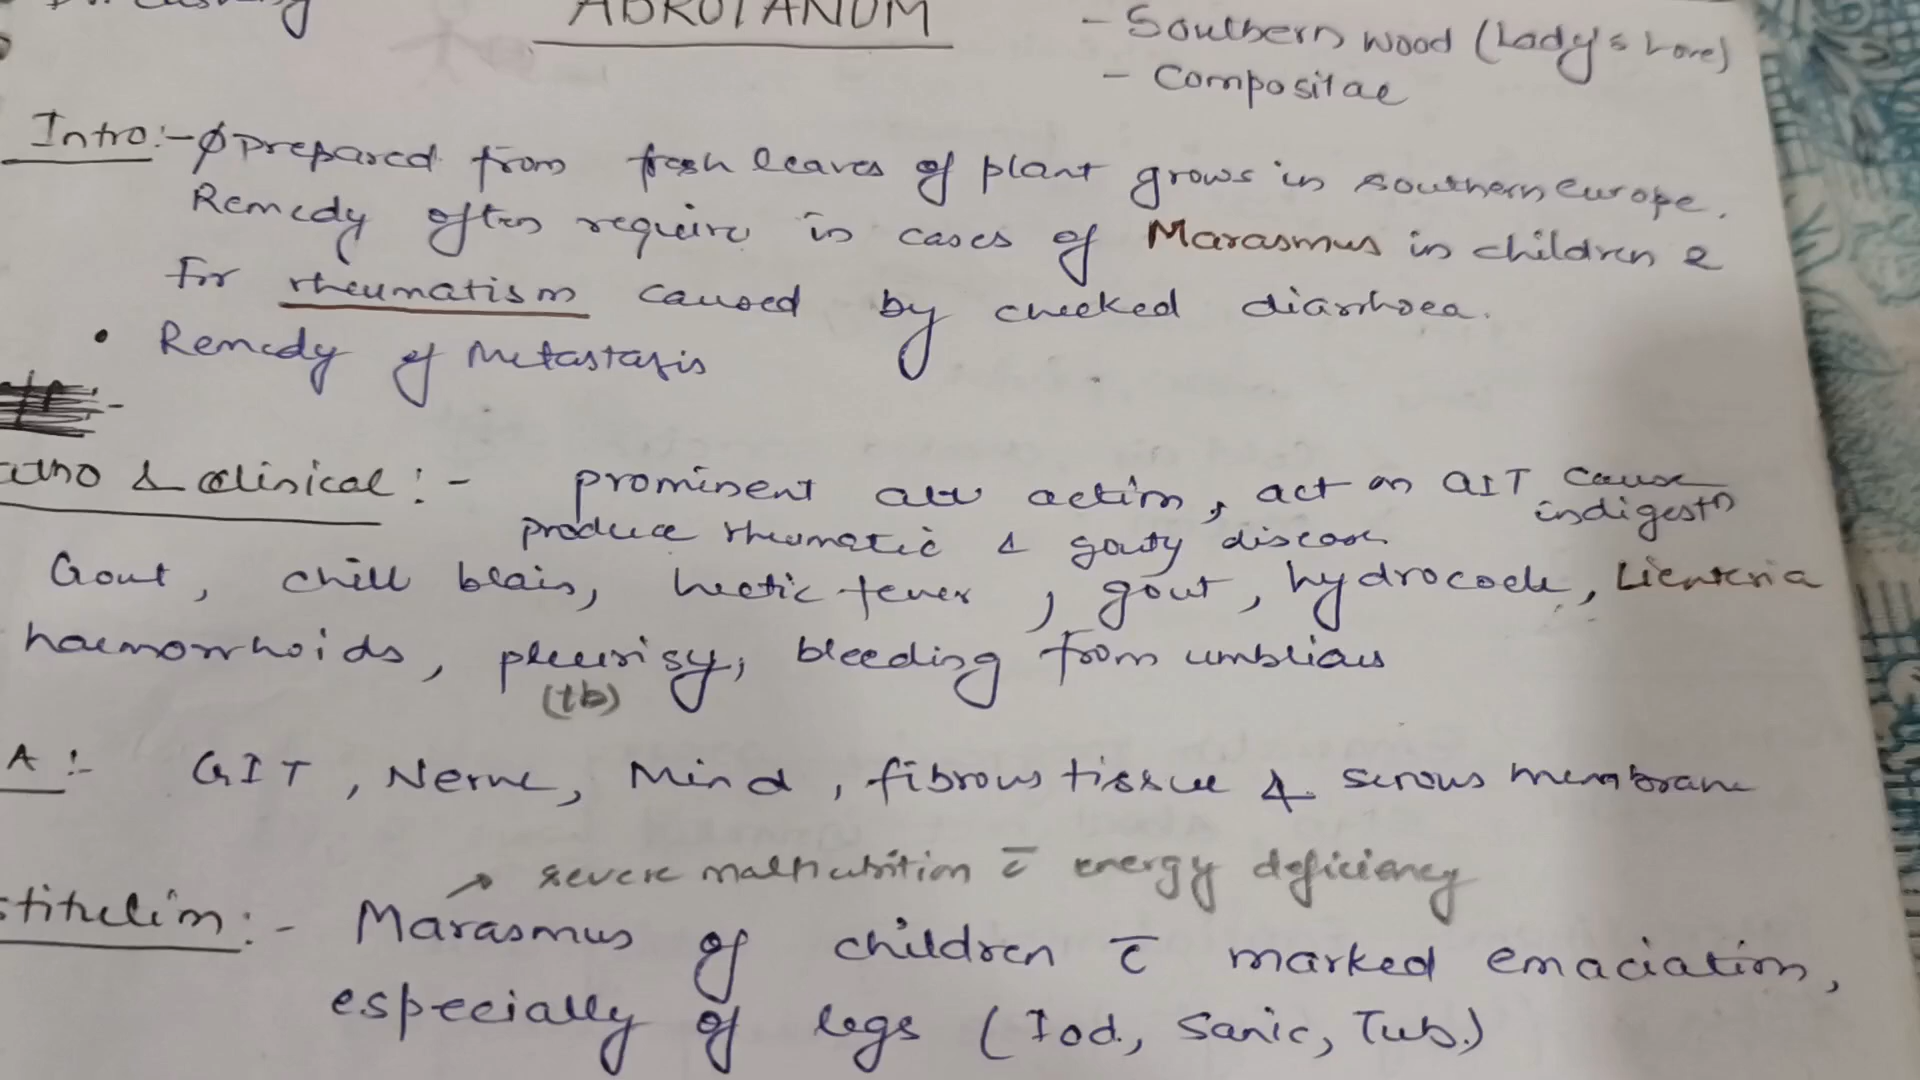 ABROTANUM
- Southern wood (Lady's Love)
- Compositae
Intro:- ϕ prepared from fresh leaves of plant grows in southern europe.
Remedy often require in cases of Marasmus in children &
For rheumatism caused by checked diarrhoea.
• Remedy of Metastasis
atho & clinical :- prominent action, act on GIT cause indigestn
produce rheumatic & gouty disease
Gout, chill blain, hectic fever, gout, hydrocoele, Lienteria
haemorrhoids, pleurisy, bleeding from umblicus
(tb)
A :- GIT, Nerve, Mind, fibrous tissue & serous membrane
→ severe malnutrition c̄ energy deficiency
stitution :- Marasmus of children c̄ marked emaciation,
especially of legs (Iod., Sanic, Tub.)